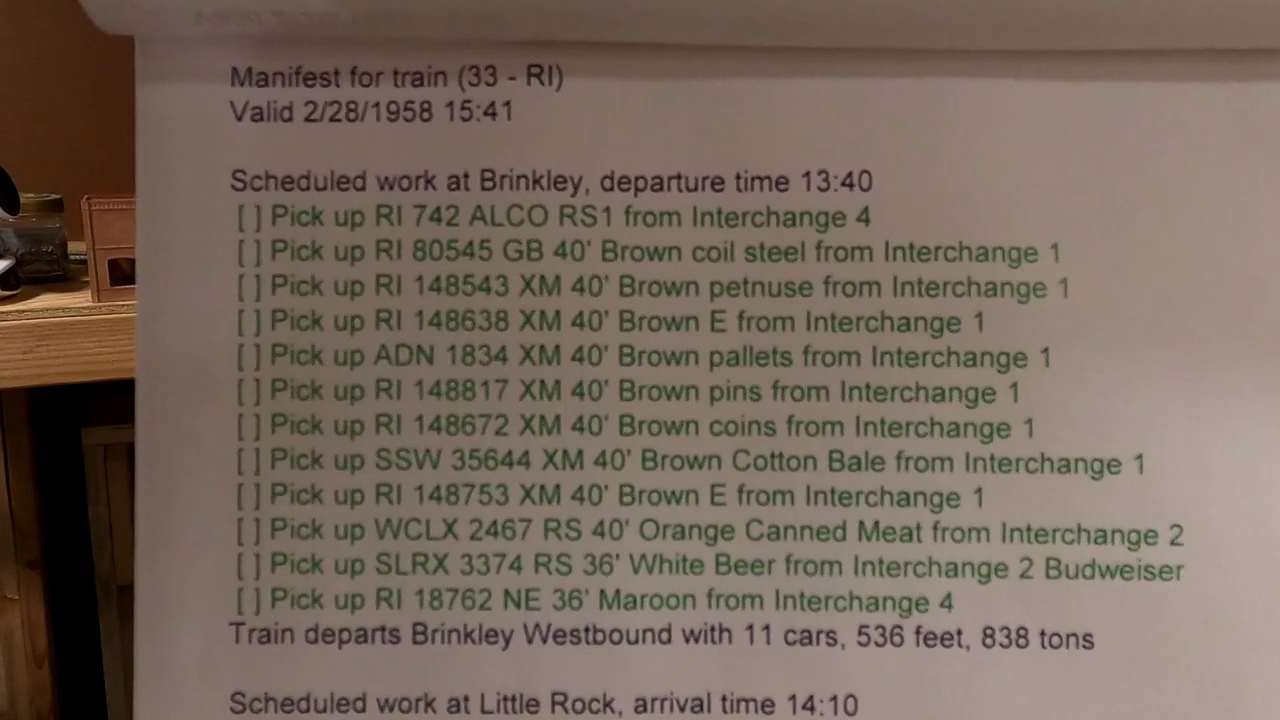 Manifest for train (33 - RI)
Valid 2/28/1958 15:41
Scheduled work at Brinkley, departure time 13:40
[ ] Pick up RI 742 ALCO RS1 from Interchange 4
[ ] Pick up RI 80545 GB 40' Brown coil steel from Interchange 1
[ ] Pick up RI 148543 XM 40' Brown petnuse from Interchange 1
[ ] Pick up RI 148638 XM 40' Brown E from Interchange 1
[ ] Pick up ADN 1834 XM 40' Brown pallets from Interchange 1
[ ] Pick up RI 148817 XM 40' Brown pins from Interchange 1
[ ] Pick up RI 148672 XM 40' Brown coins from Interchange 1
[ ] Pick up SSW 35644 XM 40' Brown Cotton Bale from Interchange 1
[ ] Pick up RI 148753 XM 40' Brown E from Interchange 1
[ ] Pick up WCLX 2467 RS 40' Orange Canned Meat from Interchange 2
[ ] Pick up SLRX 3374 RS 36' White Beer from Interchange 2 Budweiser
[ ] Pick up RI 18762 NE 36' Maroon from Interchange 4
Train departs Brinkley Westbound with 11 cars, 536 feet, 838 tons
Scheduled work at Little Rock, arrival time 14:10